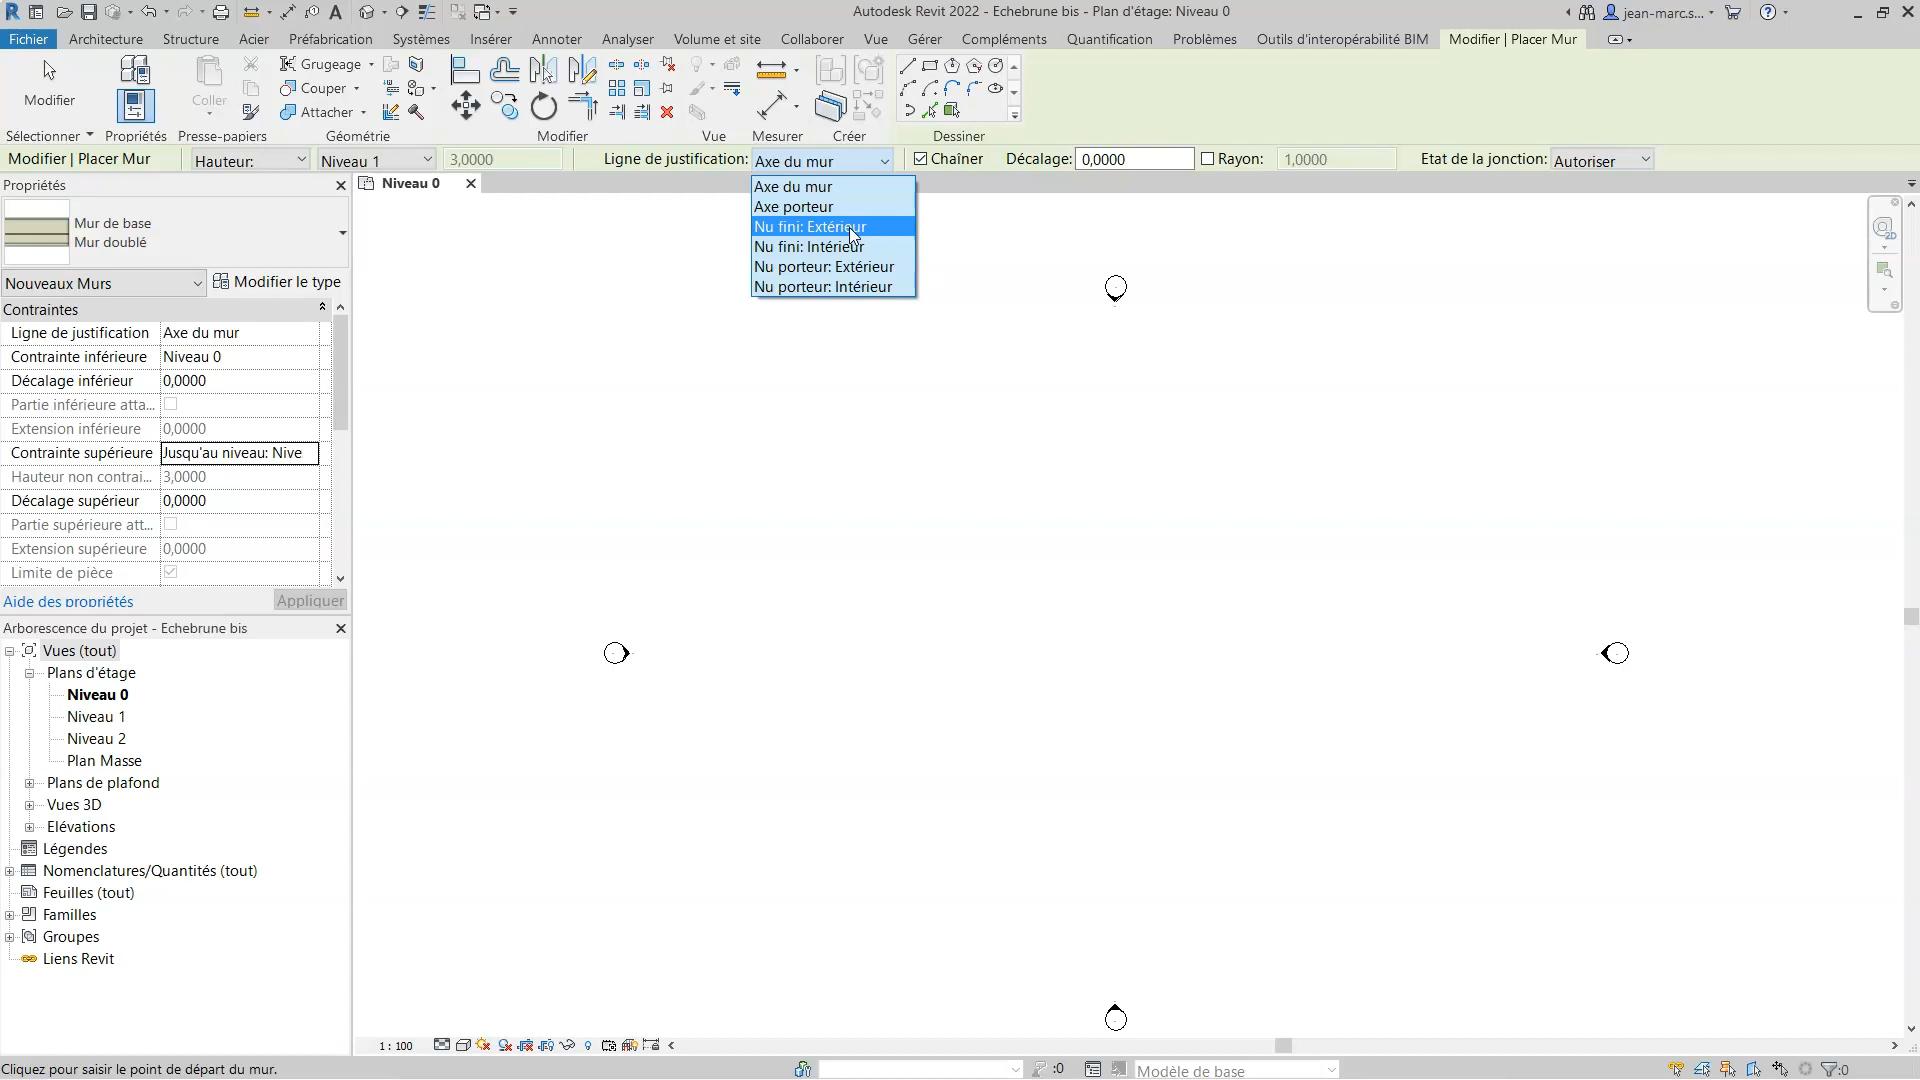 Autodesk Revit 2022 - Echebrune bis - Plan d'étage: Niveau 0
jean-marc.s...
Fichier Architecture Structure Acier Préfabrication Systèmes Insérer Annoter Analyser Volume et site Collaborer Vue Gérer Compléments Quantification Problèmes Outils d'interopérabilité BIM Modifier | Placer Mur
Grugeage
Couper
Attacher
Modifier
Coller
Sélectionner Propriétés Presse-papiers Géométrie Modifier Vue Mesurer Créer Dessiner
Modifier | Placer Mur Hauteur: Niveau 1 3,0000 Ligne de justification: Axe du mur Chaîner Décalage: 0,0000 Rayon: 1,0000 Etat de la jonction: Autoriser
Axe du mur
Axe porteur
Nu fini: Extérieur
Nu fini: Intérieur
Nu porteur: Extérieur
Nu porteur: Intérieur
Propriétés
Niveau 0
Mur de base
Mur doublé
Nouveaux Murs
Modifier le type
Contraintes
Ligne de justification Axe du mur
Contrainte inférieure Niveau 0
Décalage inférieur 0,0000
Partie inférieure atta...
Extension inférieure 0,0000
Contrainte supérieure Jusqu'au niveau: Nive
Hauteur non contrai... 3,0000
Décalage supérieur 0,0000
Partie supérieure att...
Extension supérieure 0,0000
Limite de pièce
Aide des propriétés Appliquer
Arborescence du projet - Echebrune bis
Vues (tout)
Plans d'étage
Niveau 0
Niveau 1
Niveau 2
Plan Masse
Plans de plafond
Vues 3D
Elévations
Légendes
Nomenclatures/Quantités (tout)
Feuilles (tout)
Familles
Groupes
Liens Revit
2D
1 : 100
Cliquez pour saisir le point de départ du mur.
:0
Modèle de base
:0